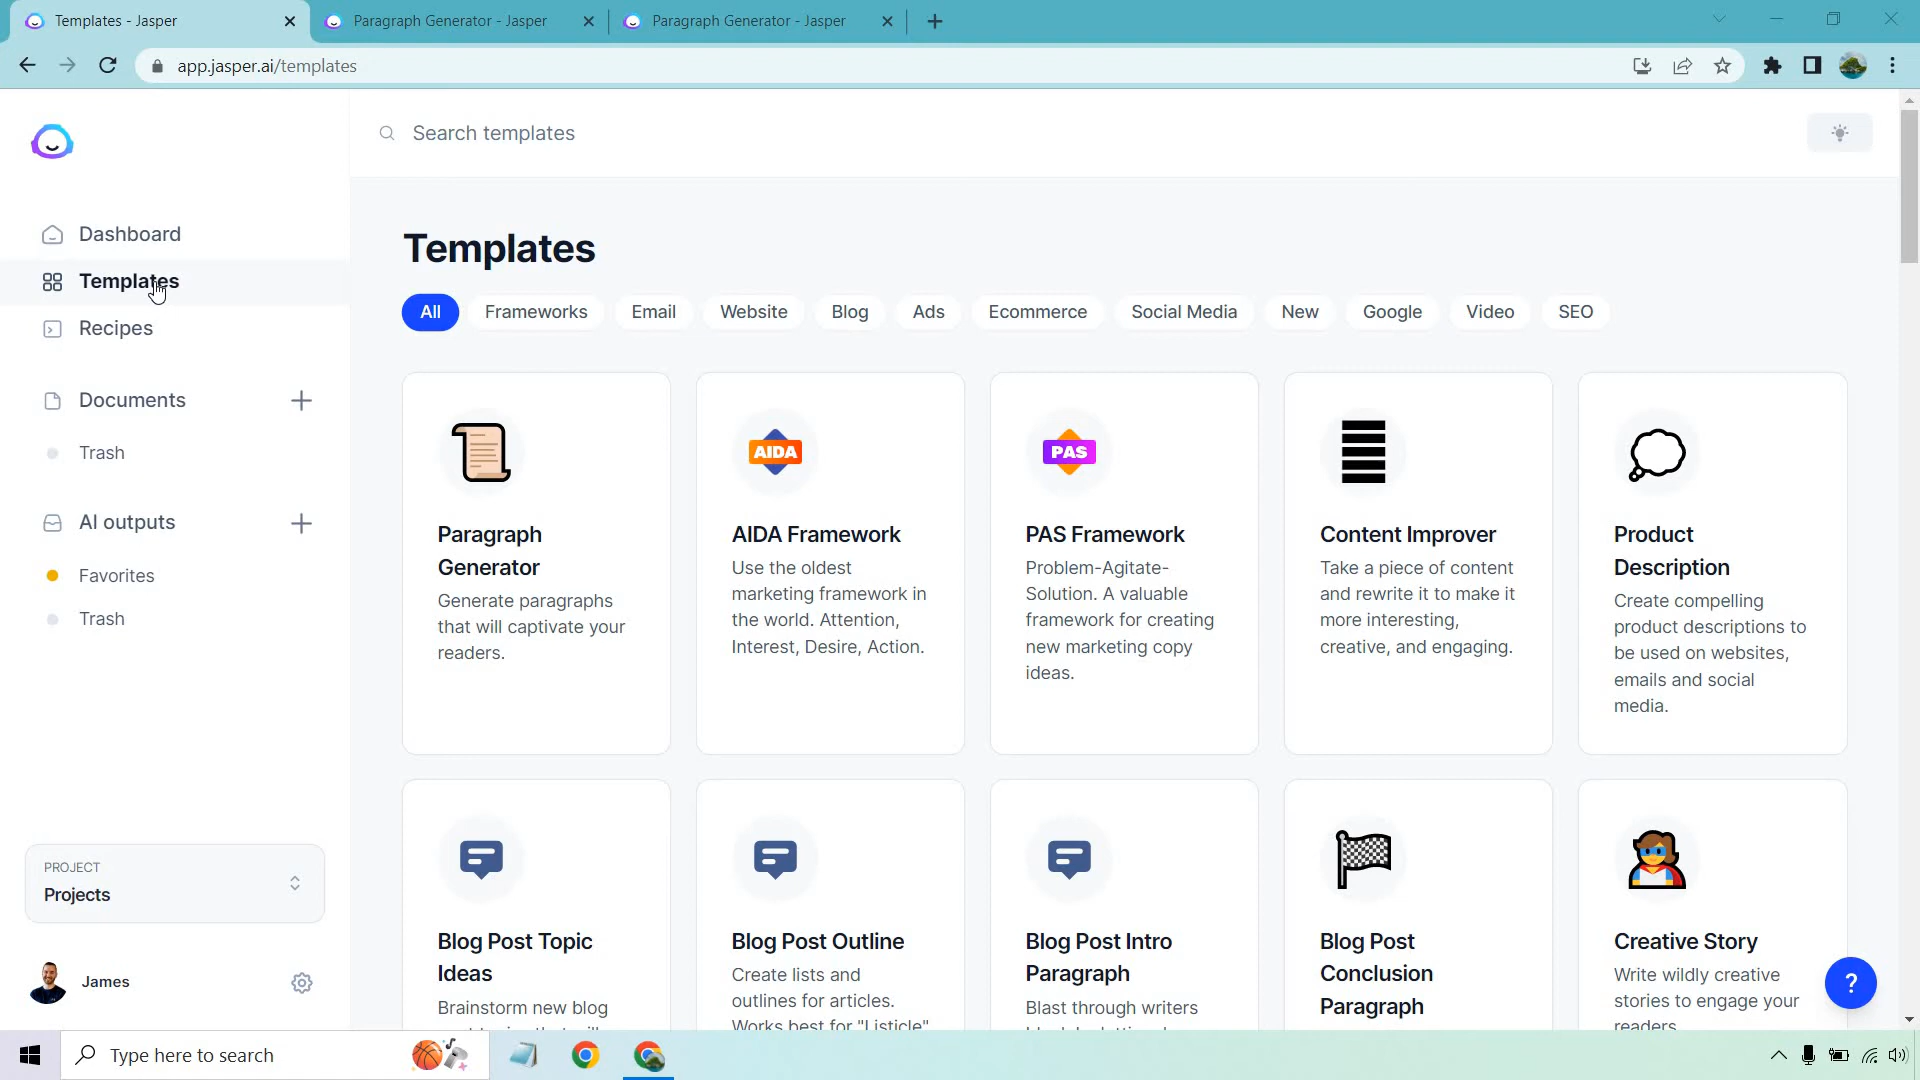 Templates - Jasper
Paragraph Generator - Jasper
Paragraph Generator - Jasper
app.jasper.ai/templates
Search templates
Dashboard
Templates
Recipes
Documents
Trash
AI outputs
Favorites
Trash
PROJECT
Projects
James
Templates
All
Frameworks
Email
Website
Blog
Ads
Ecommerce
Social Media
New
Google
Video
SEO
Paragraph
Generator
Generate paragraphs
that will captivate your
readers.
AIDA
AIDA Framework
Use the oldest
marketing framework in
the world. Attention,
Interest, Desire, Action.
PAS
PAS Framework
Problem-Agitate-
Solution. A valuable
framework for creating
new marketing copy
ideas.
Content Improver
Take a piece of content
and rewrite it to make it
more interesting,
creative, and engaging.
Product
Description
Create compelling
product descriptions to
be used on websites,
emails and social
media.
Blog Post Topic
Ideas
Brainstorm new blog
Blog Post Outline
Create lists and
outlines for articles.
Works best for "Listicle"
Blog Post Intro
Paragraph
Blast through writers
Blog Post
Conclusion
Paragraph
Creative Story
Write wildly creative
stories to engage your
readers
?
Type here to search